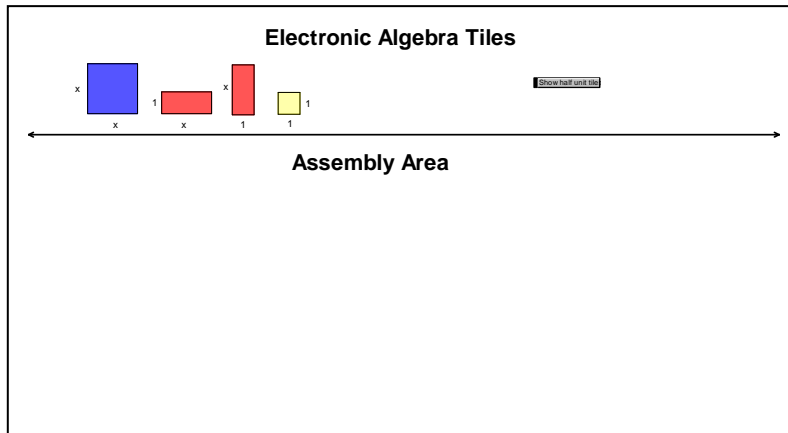 Electronic Algebra Tiles
x
x
1
x
x
1
1
1
Show half unit tile
Assembly Area